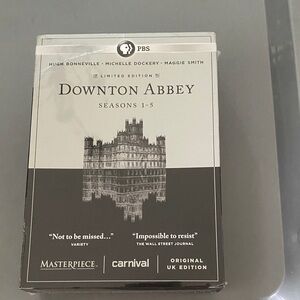 PBS
HUGH BONNEVILLE · MICHELLE DOCKERY · MAGGIE SMITH
LIMITED EDITION
DOWNTON ABBEY
SEASONS 1-5
"Not to be missed..." "Impossible to resist"
VARIETY THE WALL STREET JOURNAL
MASTERPIECE. carnival ORIGINAL
UK EDITION